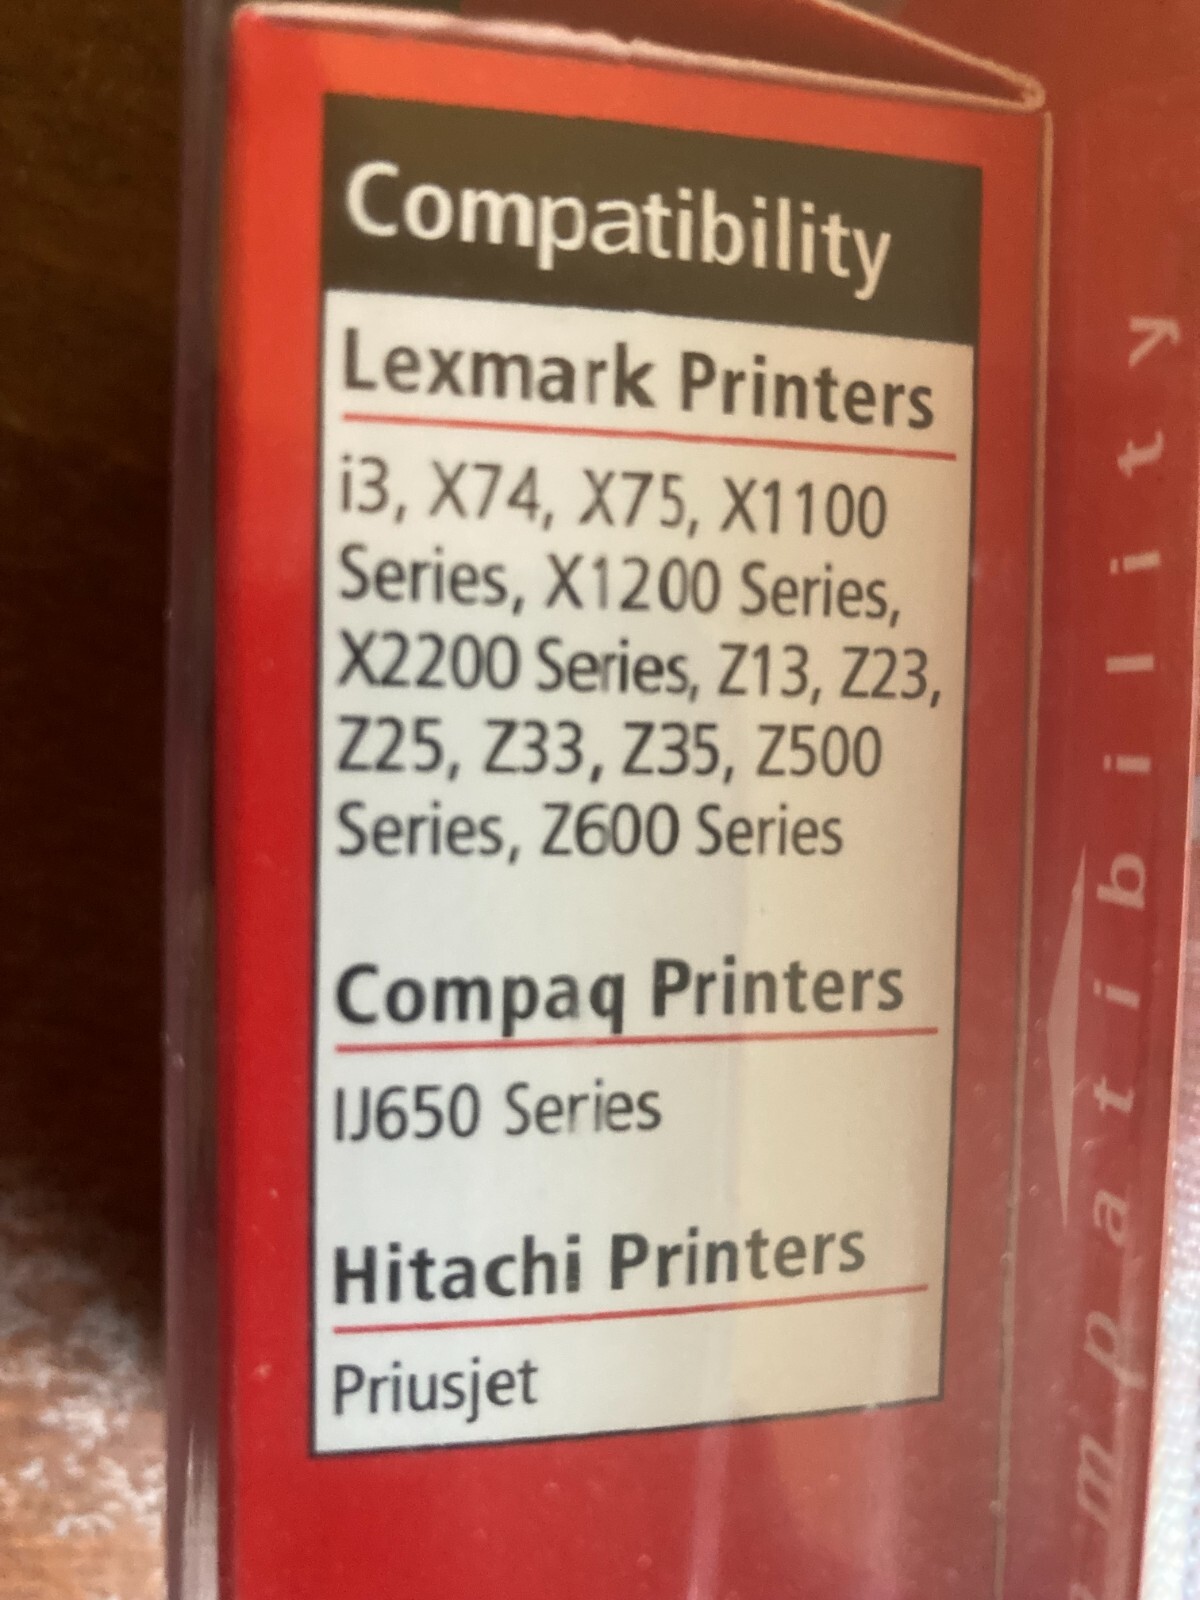 Compatibility
Lexmark Printers
i3, X74, X75, X1100
Series, X1200 Series,
X2200 Series, Z13, Z23,
Z25, Z33, Z35, Z500
Series, Z600 Series
Compaq Printers
IJ650 Series
Hitachi Printers
Priusjet
mpatibility